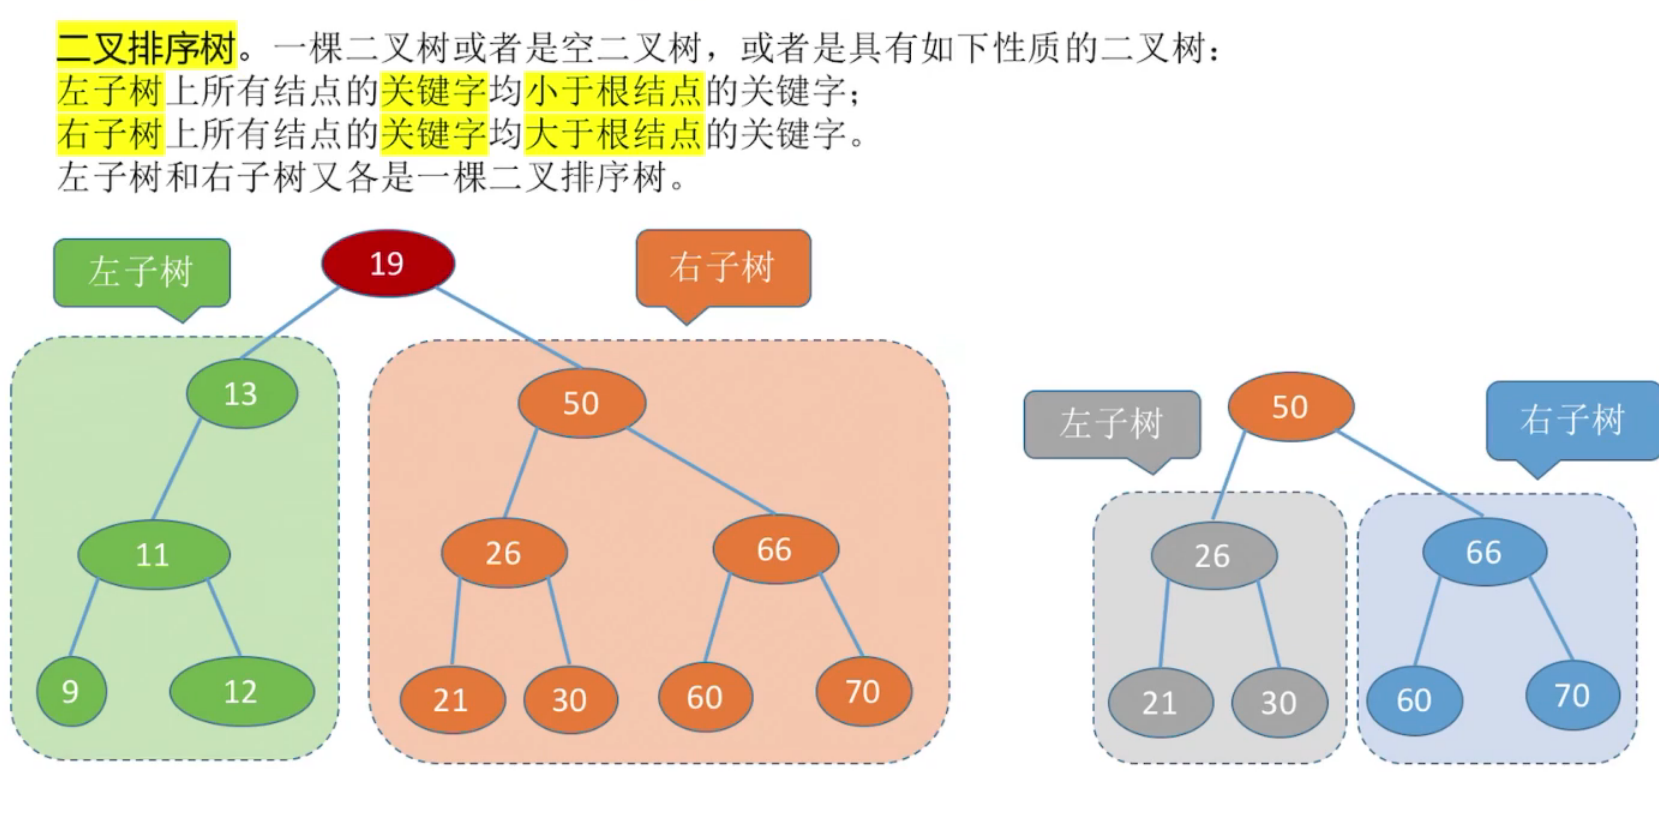 二叉排序树。一棵二叉树或者是空二叉树，或者是具有如下性质的二叉树：
左子树上所有结点的关键字均小于根结点的关键字；
右子树上所有结点的关键字均大于根结点的关键字。
左子树和右子树又各是一棵二叉排序树。
左子树
19
右子树
13
50
11
26
66
9
12
21
30
60
70
左子树
50
右子树
26
66
21
30
60
70